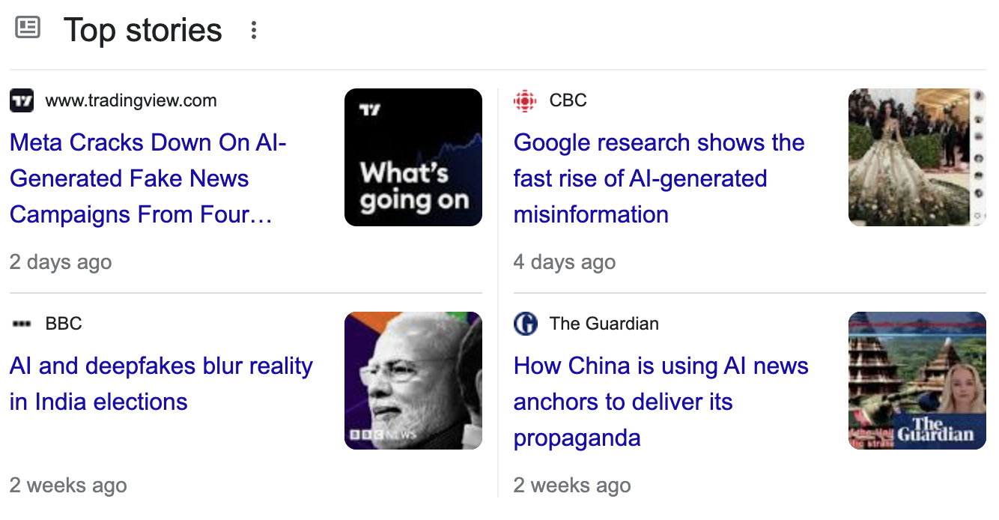 Top stories
www.tradingview.com
Meta Cracks Down On AI-
Generated Fake News
Campaigns From Four…
2 days ago
What's
going on
CBC
Google research shows the
fast rise of AI-generated
misinformation
4 days ago
BBC
AI and deepfakes blur reality
in India elections
2 weeks ago
BBC NEWS
The Guardian
How China is using AI news
anchors to deliver its
propaganda
2 weeks ago
The
Guardian